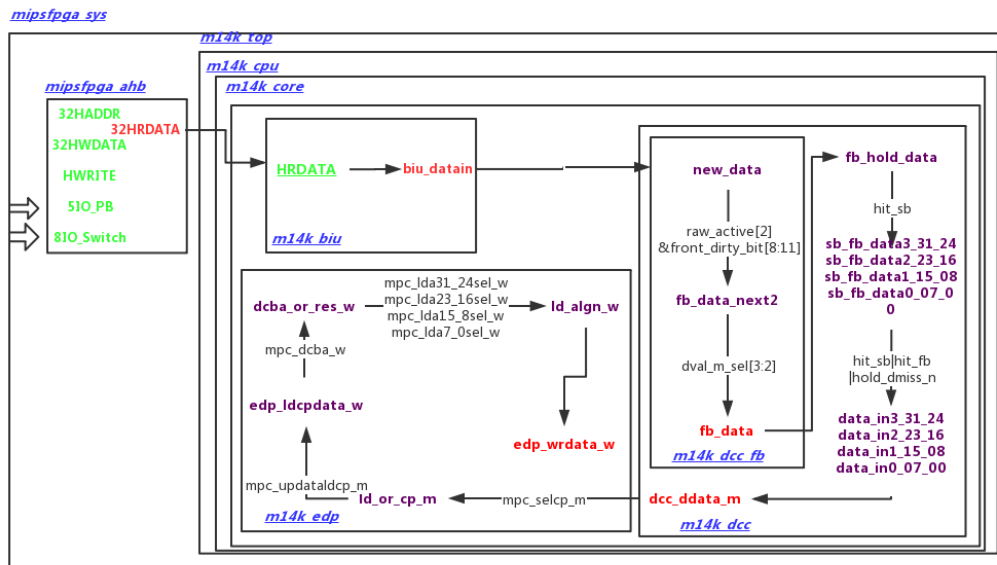 mipsfpga_sys
m14k_top
m14k_cpu
m14k_core
mipsfpga_ahb
32HADDR
32HRDATA
32HWDATA
HWRITE
5IO_PB
8IO_Switch
HRDATA
biu_datain
m14k_biu
new_data
raw_active[2]
&front_dirty_bit[8:11]
fb_data_next2
dval_m_sel[3:2]
fb_data
m14k_dcc_fb
fb_hold_data
hit_sb
sb_fb_data3_31_24
sb_fb_data2_23_16
sb_fb_data1_15_08
sb_fb_data0_07_0
0
hit_sb|hit_fb
|hold_dmiss_n
data_in3_31_24
data_in2_23_16
data_in1_15_08
data_in0_07_00
dcc_ddata_m
m14k_dcc
mpc_selcp_m
ld_or_cp_m
mpc_updataldcp_m
edp_ldcpdata_w
mpc_dcba_w
dcba_or_res_w
mpc_lda31_24sel_w
mpc_lda23_16sel_w
mpc_lda15_8sel_w
mpc_lda7_0sel_w
ld_algn_w
edp_wrdata_w
m14k_edp